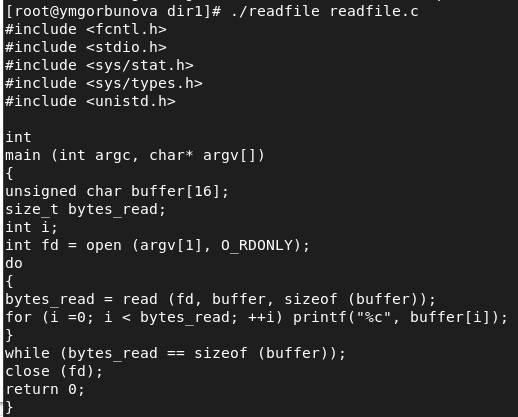 [root@ymgorbunova dir1]# ./readfile readfile.c
#include <fcntl.h>
#include <stdio.h>
#include <sys/stat.h>
#include <sys/types.h>
#include <unistd.h>
int
main (int argc, char* argv[])
{
unsigned char buffer[16];
size_t bytes_read;
int i;
int fd = open (argv[1], O_RDONLY);
do
{
bytes_read = read (fd, buffer, sizeof (buffer));
for (i =0; i < bytes_read; ++i) printf("%c", buffer[i]);
}
while (bytes_read == sizeof (buffer));
close (fd);
return 0;
}